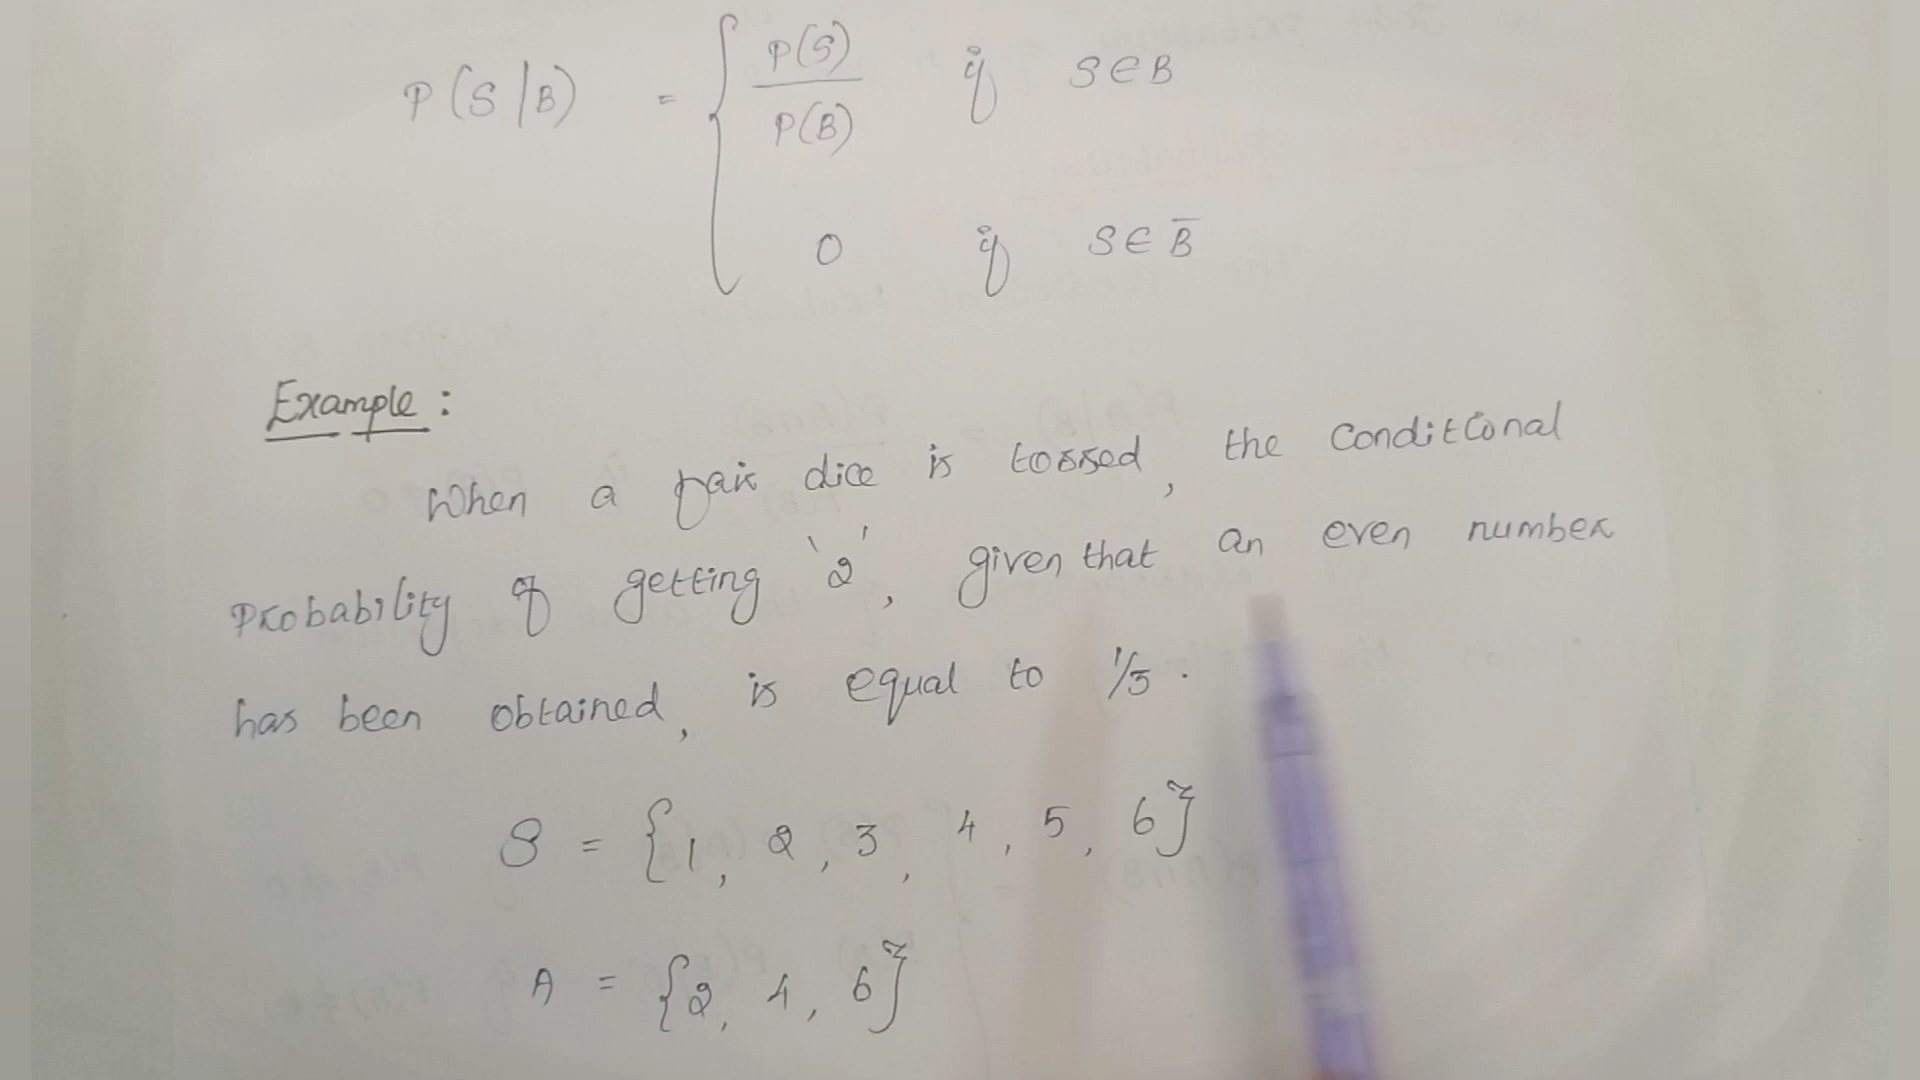 P(S|B) = { P(S) / P(B) if S∈B
0 if S∈B̅
Example :
When a fair dice is tossed, the conditional
Probability of getting '2', given that an even number
has been obtained, is equal to 1/3.
S = {1, 2, 3, 4, 5, 6}
A = {2, 4, 6}